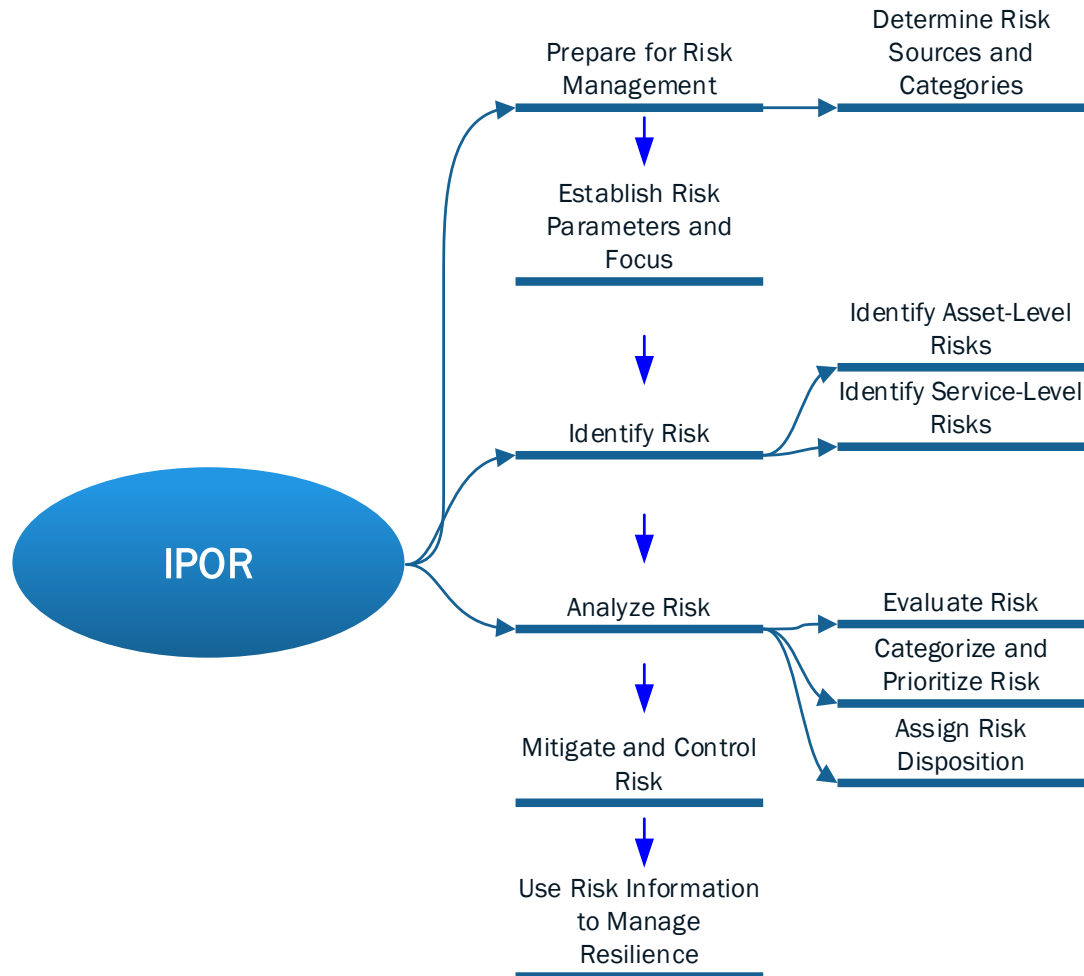 Prepare for Risk
Management
Determine Risk
Sources and
Categories
Establish Risk
Parameters and
Focus
Identify Asset-Level
Risks
Identify Service-Level
Risks
Identify Risk
IPOR
Analyze Risk
Evaluate Risk
Categorize and
Prioritize Risk
Assign Risk
Disposition
Mitigate and Control
Risk
Use Risk Information
to Manage
Resilience